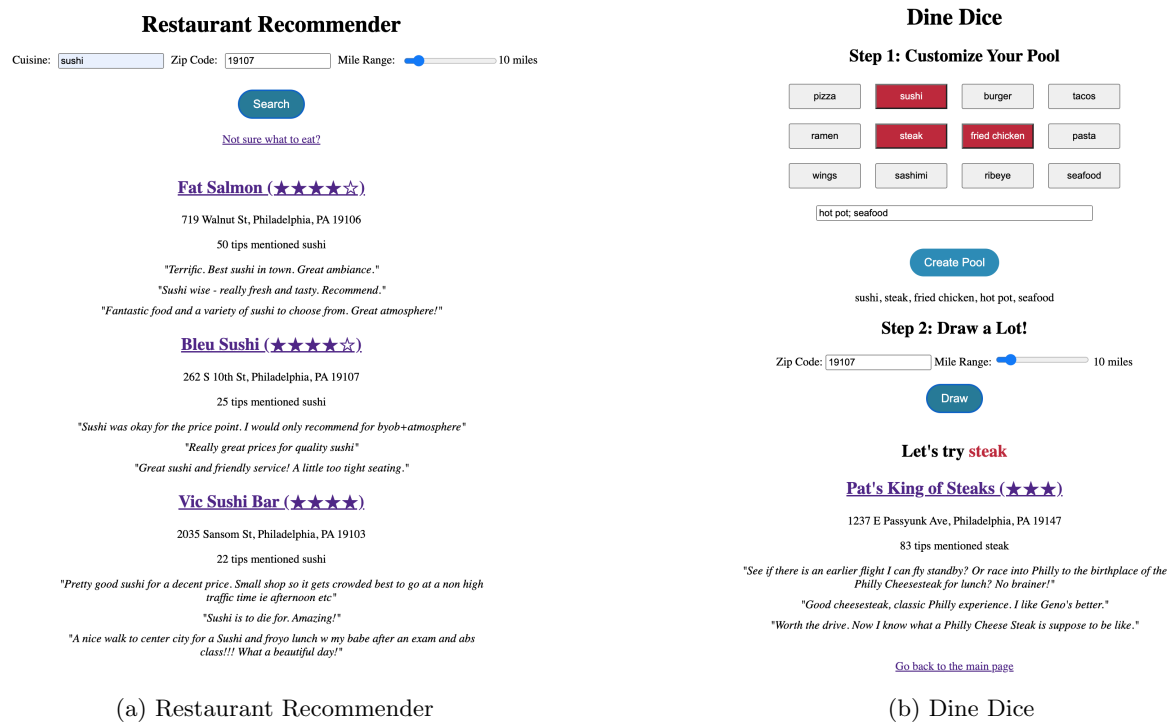 Restaurant Recommender
Cuisine: sushi Zip Code: 19107 Mile Range: 10 miles
Search
Not sure what to eat?
Fat Salmon (★★★★☆)
719 Walnut St, Philadelphia, PA 19106
50 tips mentioned sushi
"Terrific. Best sushi in town. Great ambiance."
"Sushi wise - really fresh and tasty. Recommend."
"Fantastic food and a variety of sushi to choose from. Great atmosphere!"
Bleu Sushi (★★★★☆)
262 S 10th St, Philadelphia, PA 19107
25 tips mentioned sushi
"Sushi was okay for the price point. I would only recommend for byob+atmosphere"
"Really great prices for quality sushi"
"Great sushi and friendly service! A little too tight seating."
Vic Sushi Bar (★★★★)
2035 Sansom St, Philadelphia, PA 19103
22 tips mentioned sushi
"Pretty good sushi for a decent price. Small shop so it gets crowded best to go at a non high
traffic time ie afternoon etc"
"Sushi is to die for. Amazing!"
"A nice walk to center city for a Sushi and froyo lunch w my babe after an exam and abs
class!!! What a beautiful day!"
(a) Restaurant Recommender
Dine Dice
Step 1: Customize Your Pool
pizza sushi burger tacos
ramen steak fried chicken pasta
wings sashimi ribeye seafood
hot pot; seafood
Create Pool
sushi, steak, fried chicken, hot pot, seafood
Step 2: Draw a Lot!
Zip Code: 19107 Mile Range: 10 miles
Draw
Let's try steak
Pat's King of Steaks (★★★)
1237 E Passyunk Ave, Philadelphia, PA 19147
83 tips mentioned steak
"See if there is an earlier flight I can fly standby? Or race into Philly to the birthplace of the
Philly Cheesesteak for lunch? No brainer!"
"Good cheesesteak, classic Philly experience. I like Geno's better."
"Worth the drive. Now I know what a Philly Cheese Steak is suppose to be like."
Go back to the main page
(b) Dine Dice